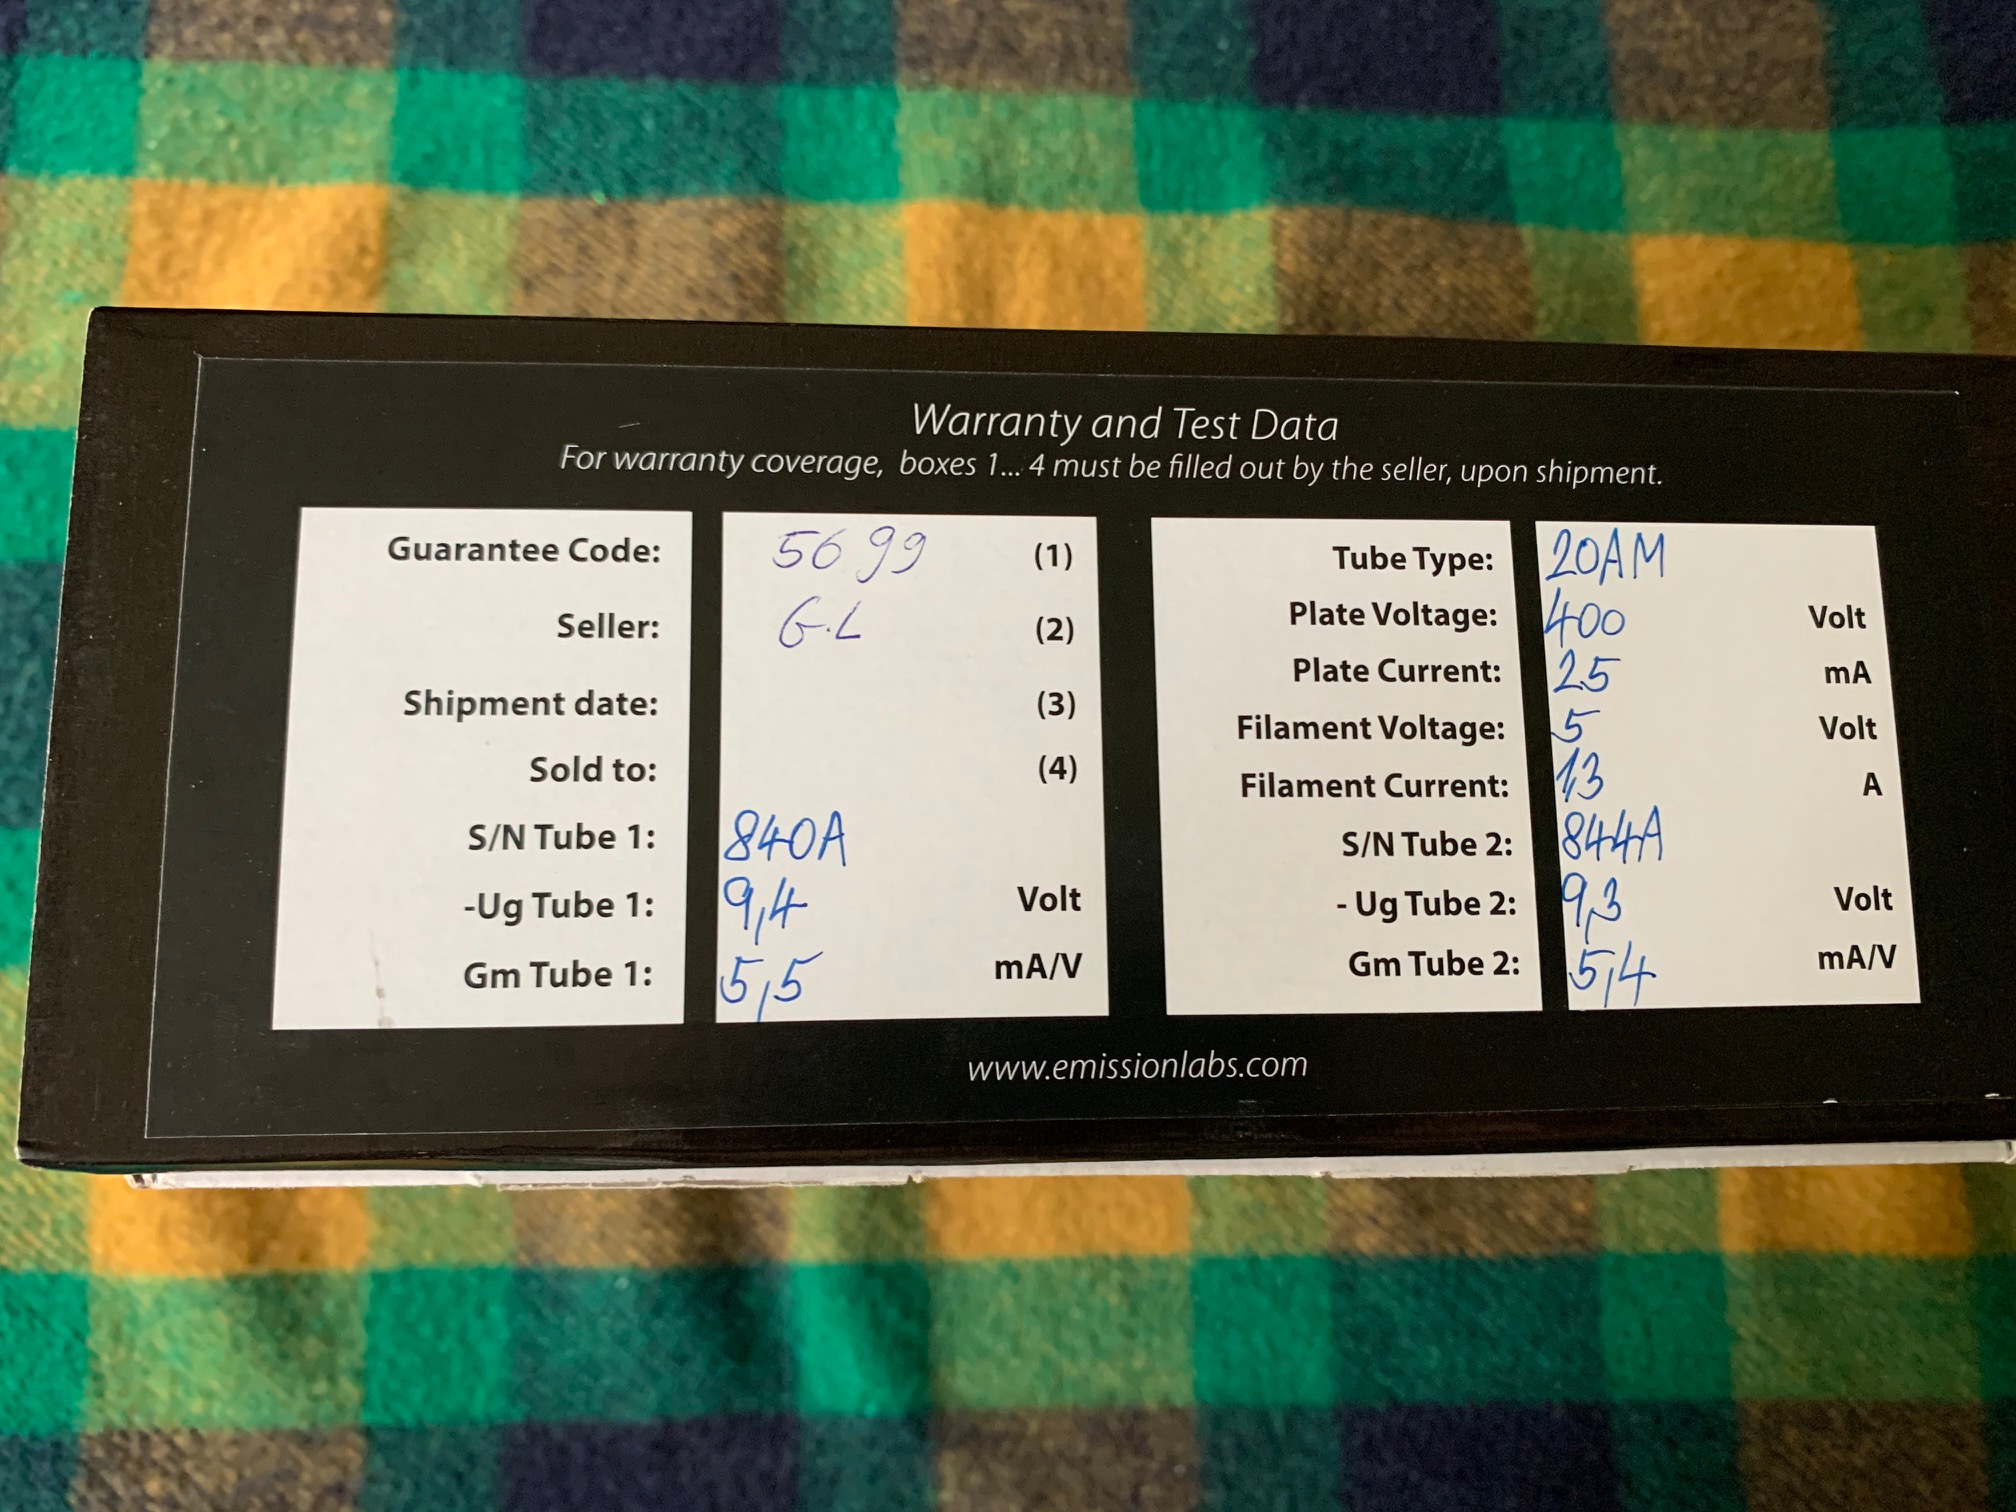 Warranty and Test Data
For warranty coverage, boxes 1... 4 must be filled out by the seller, upon shipment.
Guarantee Code: 5699 (1)
Seller: G.L (2)
Shipment date: (3)
Sold to: (4)
S/N Tube 1: 840A
-Ug Tube 1: 9,4 Volt
Gm Tube 1: 5,5 mA/V
Tube Type: 20AM
Plate Voltage: 400 Volt
Plate Current: 25 mA
Filament Voltage: 5 Volt
Filament Current: 1,3 A
S/N Tube 2: 844A
- Ug Tube 2: 9,3 Volt
Gm Tube 2: 5,4 mA/V
www.emissionlabs.com